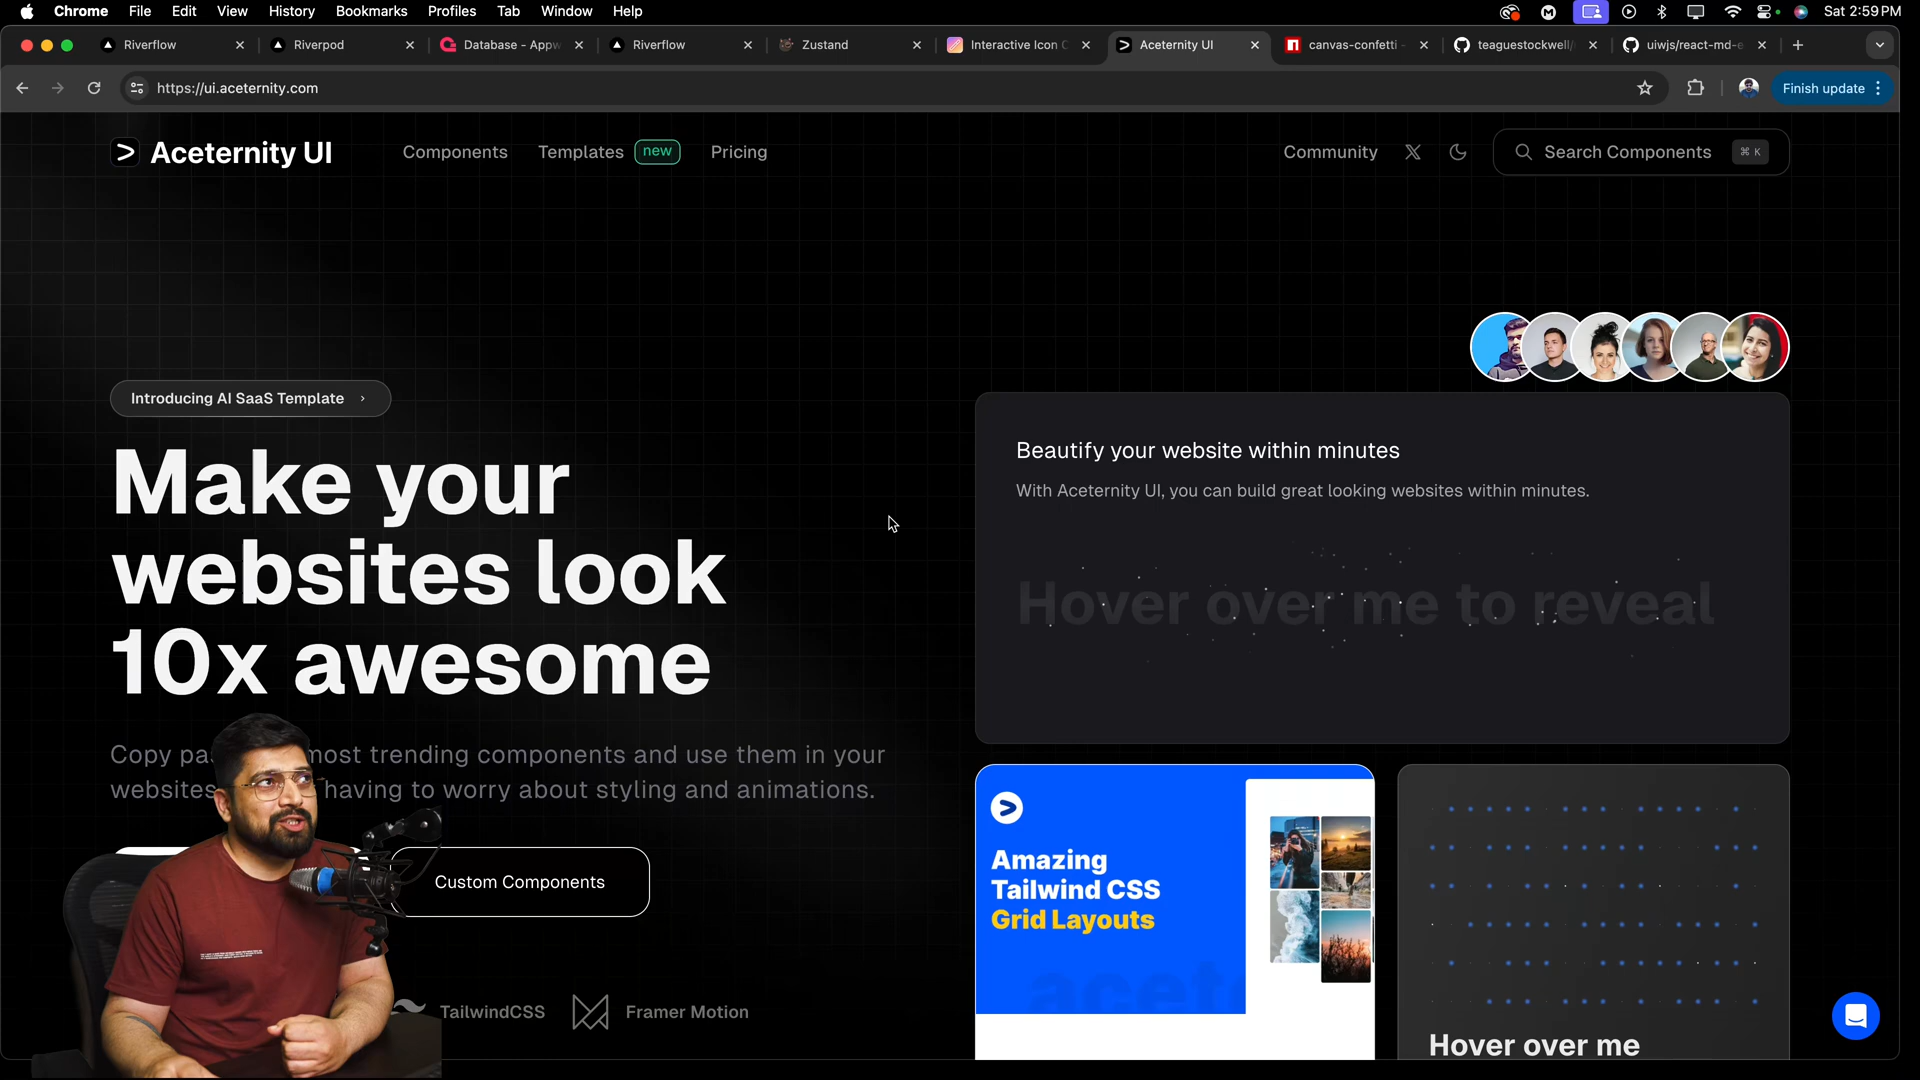 Chrome File Edit View History Bookmarks Profiles Tab Window Help
Sat 2:59 PM
Riverflow
Riverpod
Database - Appw
Riverflow
Zustand
Interactive Icon C
Aceternity UI
canvas-confetti -
teaguestockwell/
uiwjs/react-md-e
https://ui.aceternity.com
Finish update
Aceternity UI
Components
Templates
new
Pricing
Community
Search Components
⌘ K
Introducing AI SaaS Template
Make your
websites look
10x awesome
Copy pa most trending components and use them in your
websites having to worry about styling and animations.
Custom Components
TailwindCSS
Framer Motion
Beautify your website within minutes
With Aceternity UI, you can build great looking websites within minutes.
Hover over me to reveal
Amazing
Tailwind CSS
Grid Layouts
acet
Hover over me